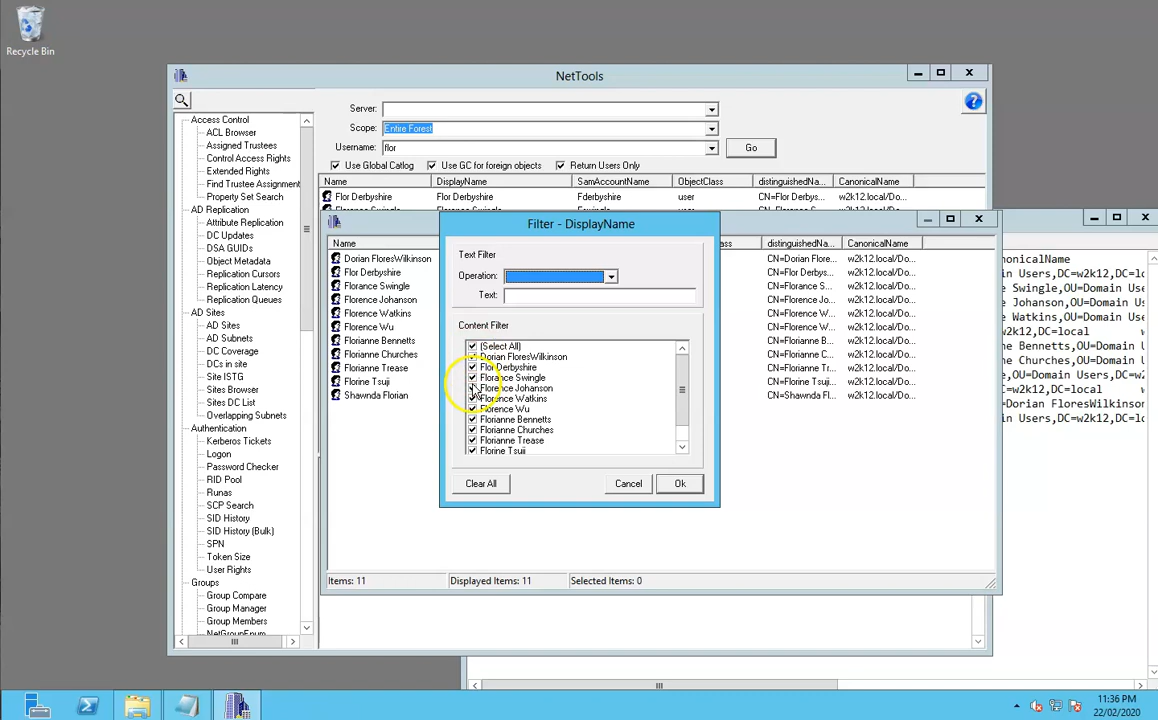 Recycle Bin
NetTools
Server:
Scope: Entire Forest
Username: flor
Go
Use Global Catlog Use GC for foreign objects Return Users Only
Name DisplayName SamAccountName ObjectClass distinguishedNa... CanonicalName
Flor Derbyshire Flor Derbyshire Fderbyshire user CN=Flor Derbyshire w2k12.local/Do...
Access Control
ACL Browser
Assigned Trustees
Control Access Rights
Extended Rights
Find Trustee Assignment
Property Set Search
AD Replication
Attribute Replication
DC Updates
DSA GUIDs
Object Metadata
Replication Cursors
Replication Latency
Replication Queues
AD Sites
AD Sites
AD Subnets
DC Coverage
DCs in site
Site ISTG
Sites Browser
Sites DC List
Overlapping Subnets
Authentication
Kerberos Tickets
Logon
Password Checker
RID Pool
Runas
SCP Search
SID History
SID History (Bulk)
SPN
Token Size
User Rights
Groups
Group Compare
Group Manager
Group Members
NetGroupEnum
Name distinguishedNa... CanonicalName
Dorian FloresWilkinson CN=Dorian Flore... w2k12.local/Do...
Flor Derbyshire CN=Flor Derbys... w2k12.local/Do...
Florance Swingle CN=Florance S... w2k12.local/Do...
Florence Johanson CN=Florence Jo... w2k12.local/Do...
Florence Watkins CN=Florence W... w2k12.local/Do...
Florence Wu CN=Florence W... w2k12.local/Do...
Florianne Bennetts CN=Florianne B... w2k12.local/Do...
Florianne Churches CN=Florianne C... w2k12.local/Do...
Florianne Trease CN=Florianne Tr... w2k12.local/Do...
Florine Tsuji CN=Florine Tsuji... w2k12.local/Do...
Shawnda Florian CN=Shawnda Fl... w2k12.local/Do...
Items: 11 Displayed Items: 11 Selected Items: 0
Filter - DisplayName
Text Filter
Operation:
Text:
Content Filter
(Select All)
Dorian FloresWilkinson
Flor Derbyshire
Florance Swingle
Florence Johanson
Florence Watkins
Florence Wu
Florianne Bennetts
Florianne Churches
Florianne Trease
Florine Tsuji
Clear All Cancel Ok
nonicalName
in Users,DC=w2k12,DC=l
Swingle,OU=Domain Use
Johanson,OU=Domain U
Watkins,OU=Domain Us
2k12,DC=local w2k12
ne Bennetts,OU=Domain
ne Churches,OU=Domain
DC=local w2k12.loca
=Dorian FloresWilkinson
k12,DC=local w2k12.
11:36 PM
22/02/2020